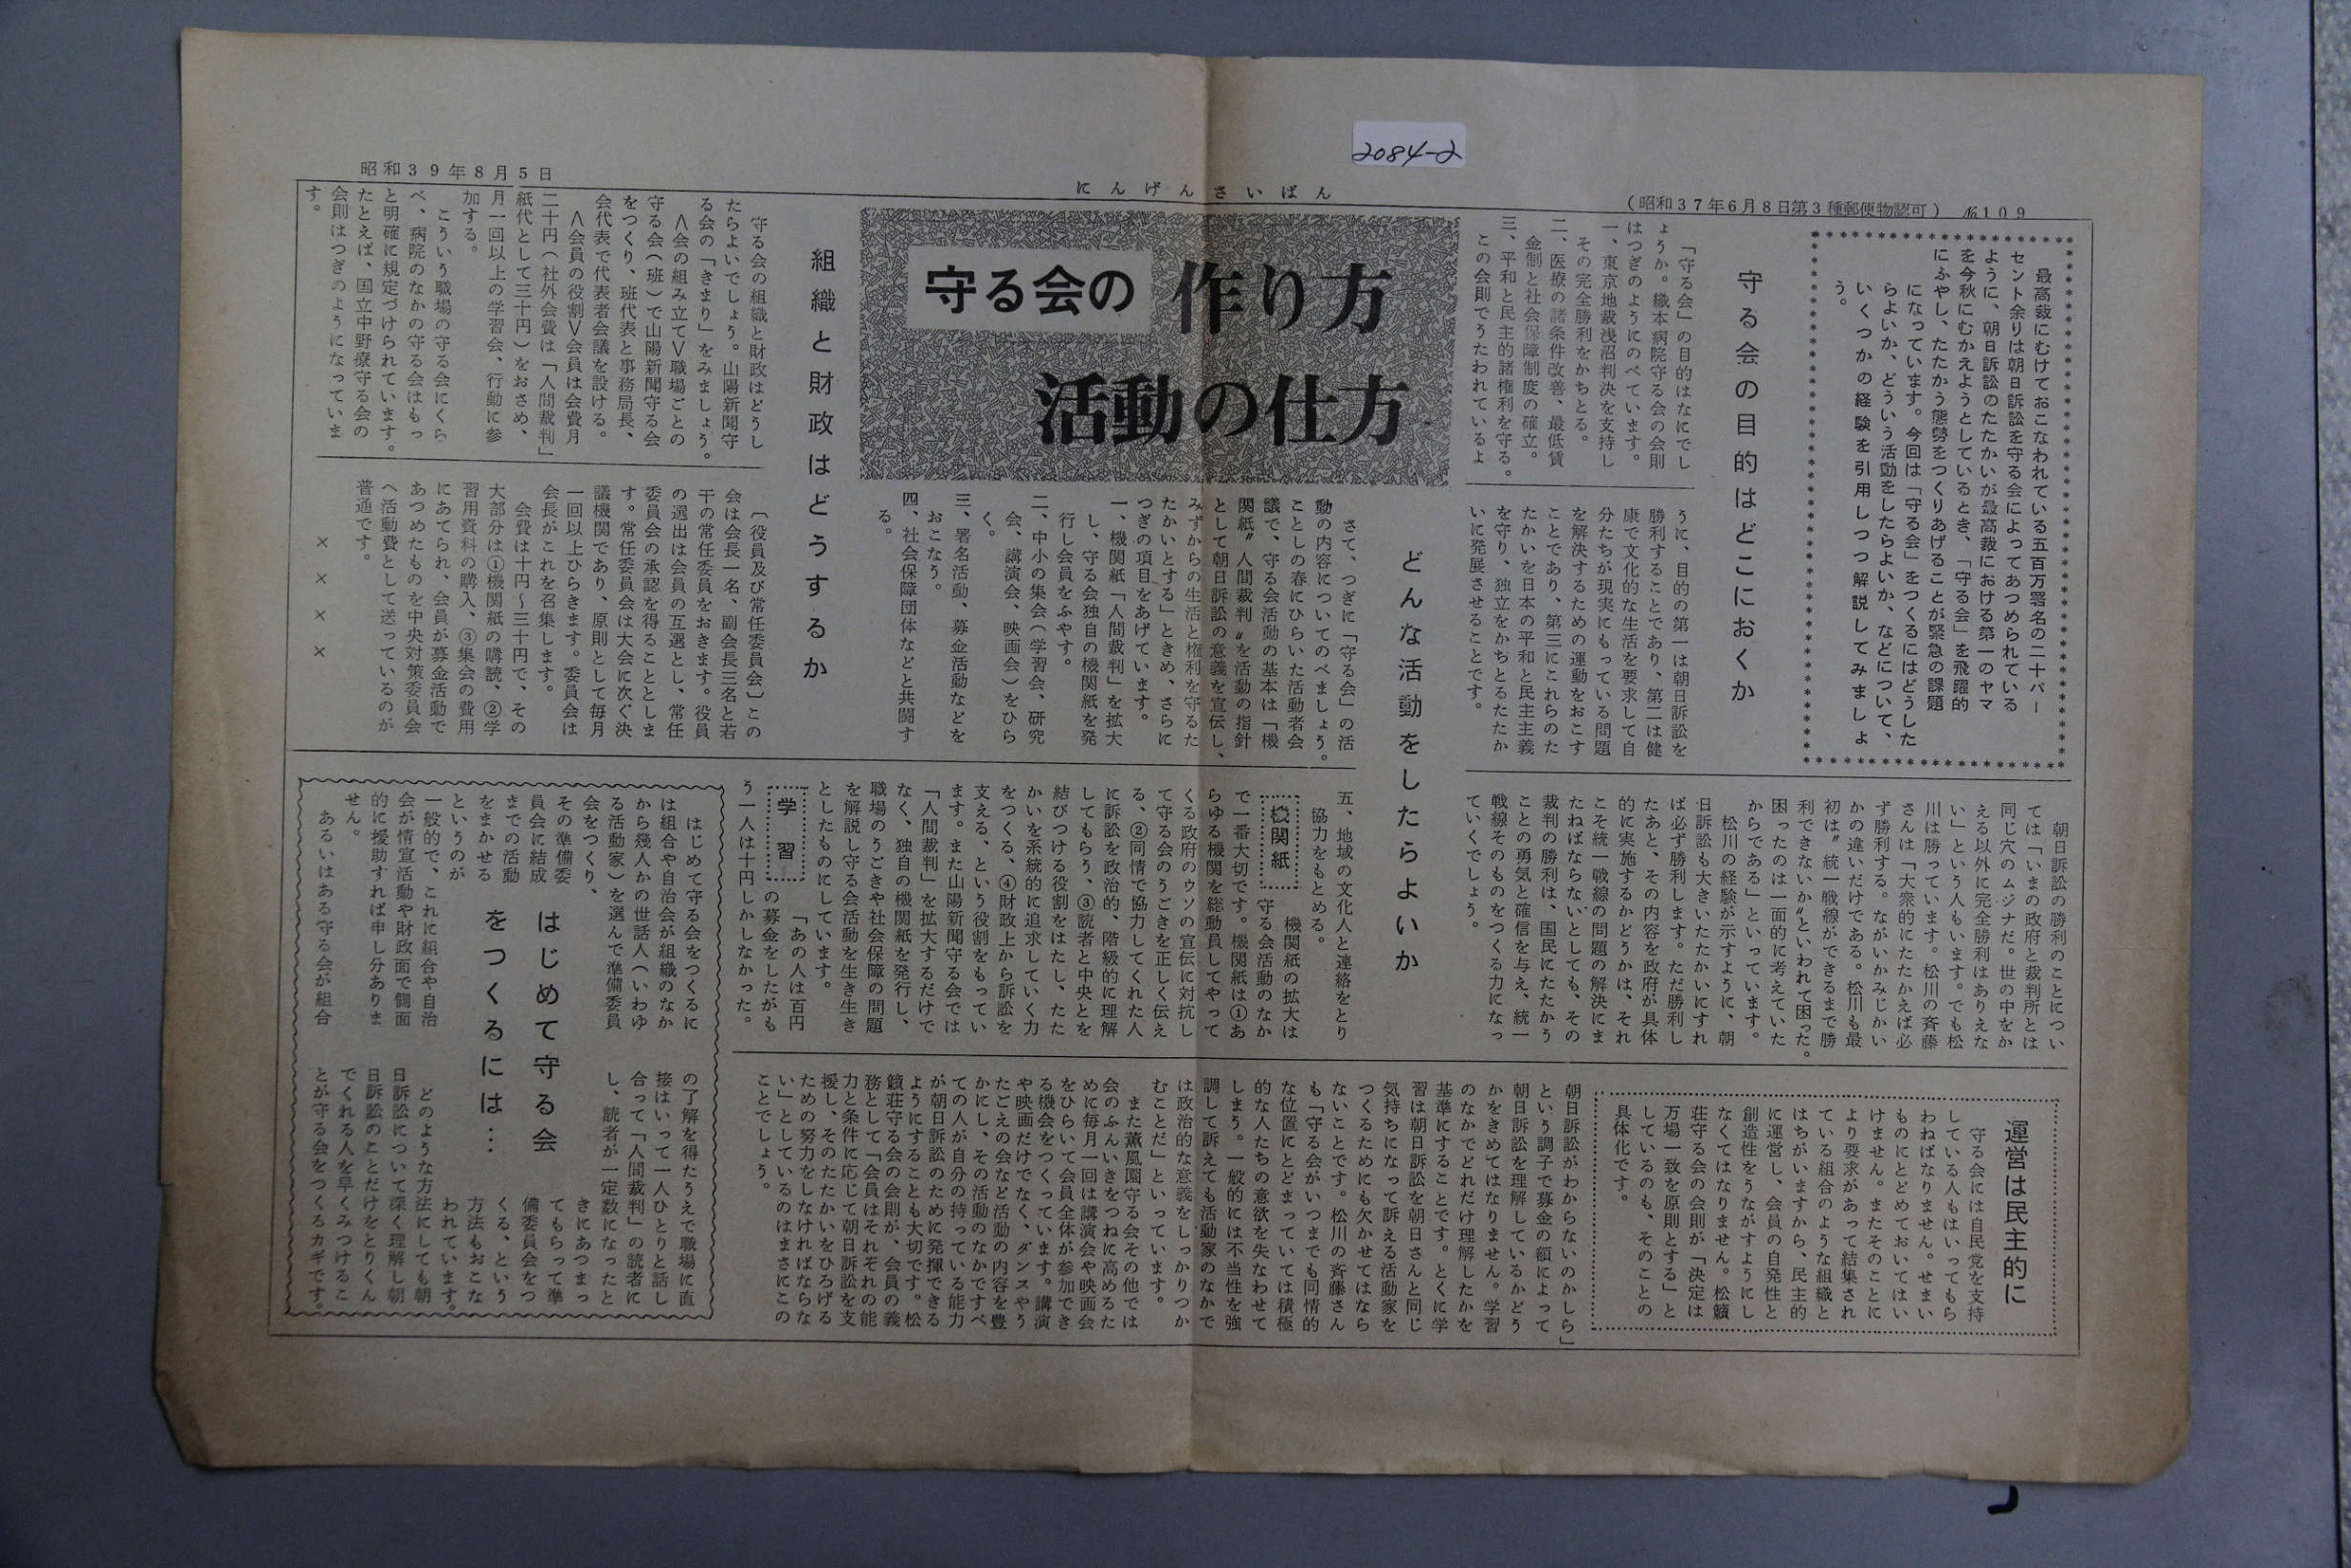 2084-2
昭和39年8月5日
にんげんさいばん
(昭和37年6月8日第3種郵便物認可) №109
守る会の 作り方
活動の仕方
最高裁にむけておこなわれている五百万署名の二十パー
セント余りは朝日訴訟を守る会によってあつめられている
ように、朝日訴訟のたたかいが最高裁における第一のヤマ
を今秋にむかえようとしているとき、「守る会」を飛躍的
にふやし、たたかう態勢をつくりあげることが緊急の課題
になっています。今回は「守る会」をつくるにはどうした
らよいか、どういう活動をしたらよいか、などについて、
いくつかの経験を引用しつつ解説してみましょ
う。
守る会の目的はどこにおくか
「守る会」の目的はなにでし
ょうか。織本病院守る会の会則
はつぎのようにのべています。
一、東京地裁浅沼判決を支持し
その完全勝利をかちとる。
二、医療の諸条件改善、最低賃
金制と社会保障制度の確立。
三、平和と民主的諸権利を守る。
この会則でうたわれているよ
うに、目的の第一は朝日訴訟を
勝利することであり、第二は健
康で文化的な生活を要求して自
分たちが現実にもっている問題
を解決するための運動をおこす
ことであり、第三にこれらのた
たかいを日本の平和と民主主義
を守り、独立をかちとるたたか
いに発展させることです。
朝日訴訟の勝利のことについ
ては「いまの政府と裁判所とは
同じ穴のムジナだ。世の中をか
える以外に完全勝利はありえな
い」という人もいます。でも松
川は勝っています。松川の斉藤
さんは「大衆的にたたかえば必
ず勝利する。ながいかみじかい
かの違いだけである。松川も最
初は〝統一戦線ができるまで勝
利できないか〟といわれて困った。
困ったのは一面的に考えていた
からである」といっています。
松川の経験が示すように、朝
日訴訟も大きいたたかいにすれ
ば必ず勝利します。ただ勝利し
たあと、その内容を政府が具体
的に実施するかどうかは、それ
こそ統一戦線の問題の解決にま
たねばならないとしても、その
裁判の勝利は、国民にたたかう
ことの勇気と確信を与え、統一
戦線そのものをつくる力になっ
ていくでしょう。
どんな活動をしたらよいか
さて、つぎに「守る会」の活
動の内容についてのべましょう。
ことしの春にひらいた活動者会
議で、守る会活動の基本は「機
関紙〝人間裁判〟を活動の指針
として朝日訴訟の意義を宣伝し、
みずからの生活と権利を守るた
たかいとする」ときめ、さらに
つぎの項目をあげています。
一、機関紙「人間裁判」を拡大
し、守る会独自の機関紙を発
行し会員をふやす。
二、中小の集会(学習会、研究
会、講演会、映画会)をひら
く。
三、署名活動、募金活動などを
おこなう。
四、社会保障団体などと共闘す
る。
五、地域の文化人と連絡をとり
協力をもとめる。
機関紙
機関紙の拡大は
守る会活動のなか
で一番大切です。機関紙は①あ
らゆる機関を総動員してやって
くる政府のウソの宣伝に対抗し
て守る会のうごきを正しく伝え
る、②同情で協力してくれた人
に訴訟を政治的、階級的に理解
してもらう、③読者と中央とを
結びつける役割をはたし、たた
かいを系統的に追求していく力
をつくる、④財政上から訴訟を
支える、という役割をもってい
ます。また山陽新聞守る会では
「人間裁判」を拡大するだけで
なく、独自の機関紙を発行し、
職場のうごきや社会保障の問題
を解説し守る会活動を生き生き
としたものにしています。
学習
「あの人は百円
の募金をしたがも
う一人は十円しかしなかった。
朝日訴訟がわからないのかしら」
という調子で募金の額によって
朝日訴訟を理解しているかどう
かをきめてはなりません。学習
のなかでどれだけ理解したかを
基準にすることです。とくに学
習は朝日訴訟を朝日さんと同じ
気持ちになって訴える活動家を
つくるためにも欠かせてはなら
ないことです。松川の斉藤さん
も「守る会がいつまでも同情的
な位置にとどまっていては積極
的な人たちの意欲を失なわせて
しまう。一般的には不当性を強
調して訴えても活動家のなかで
は政治的な意義をしっかりつか
むことだ」といっています。
また薫風園守る会その他では
会のふんいきをつねに高めるた
めに毎月一回は講演会や映画会
をひらいて会員全体が参加でき
る機会をつくっています。講演
や映画だけでなく、ダンスやう
たごえの会など活動の内容を豊
かにし、その活動のなかですべ
ての人が自分の持っている能力
が朝日訴訟のために発揮できる
ようにすることも大切です。松
籟荘守る会の会則が、会員の義
務として「会員はそれぞれの能
力と条件に応じて朝日訴訟を支
援し、そのたたかいをひろげる
ための努力をしなければならな
い」としているのはまさにこの
ことでしょう。
運営は民主的に
守る会には自民党を支持
している人もはいってもら
わねばなりません。せまい
ものにとどめておいてはい
けません。またそのことに
より要求があって結集され
ている組合のような組織と
はちがいますから、民主的
に運営し、会員の自発性と
創造性をうながすようにし
なくてはなりません。松籟
荘守る会の会則が「決定は
万場一致を原則とする」と
しているのも、そのことの
具体化です。
組織と財政はどうするか
守る会の組織と財政はどうし
たらよいでしょう。山陽新聞守
る会の「きまり」をみましょう。
<会の組み立て>職場ごとの
守る会(班)で山陽新聞守る会
をつくり、班代表と事務局長、
会代表で代表者会議を設ける。
<会員の役割>会員は会費月
二十円(社外会費は「人間裁判」
紙代として三十円)をおさめ、
月一回以上の学習会、行動に参
加する。
こういう職場の守る会にくら
べ、病院のなかの守る会はもっ
と明確に規定づけられています。
たとえば、国立中野療守る会の
会則はつぎのようになっていま
す。
〔役員及び常任委員会〕この
会は会長一名、副会長三名と若
干の常任委員をおきます。役員
の選出は会員の互選とし、常任
委員会の承認を得ることとしま
す。常任委員会は大会に次ぐ決
議機関であり、原則として毎月
一回以上ひらきます。委員会は
会長がこれを召集します。
会費は十円～三十円で、その
大部分は①機関紙の購読、②学
習用資料の購入、③集会の費用
にあてられ、会員が募金活動で
あつめたものを中央対策委員会
へ活動費として送っているのが
普通です。
× × × ×
はじめて守る会
をつくるには…
はじめて守る会をつくるに
は組合や自治会が組織のなか
から幾人かの世話人(いわゆ
る活動家)を選んで準備委員
会をつくり、
その準備委
員会に結成
までの活動
をまかせる
というのが
一般的で、これに組合や自治
会が情宣活動や財政面で側面
的に援助すれば申し分ありま
せん。
あるいはある守る会が組合
の了解を得たうえで職場に直
接はいって一人ひとりと話し
合って「人間裁判」の読者に
し、読者が一定数になったと
きにあつまっ
てもらって準
備委員会をつ
くる、という
方法もおこな
われています。
どのような方法にしても朝
日訴訟について深く理解し朝
日訴訟のことだけをとりくん
でくれる人を早くみつけるこ
とが守る会をつくるカギです。